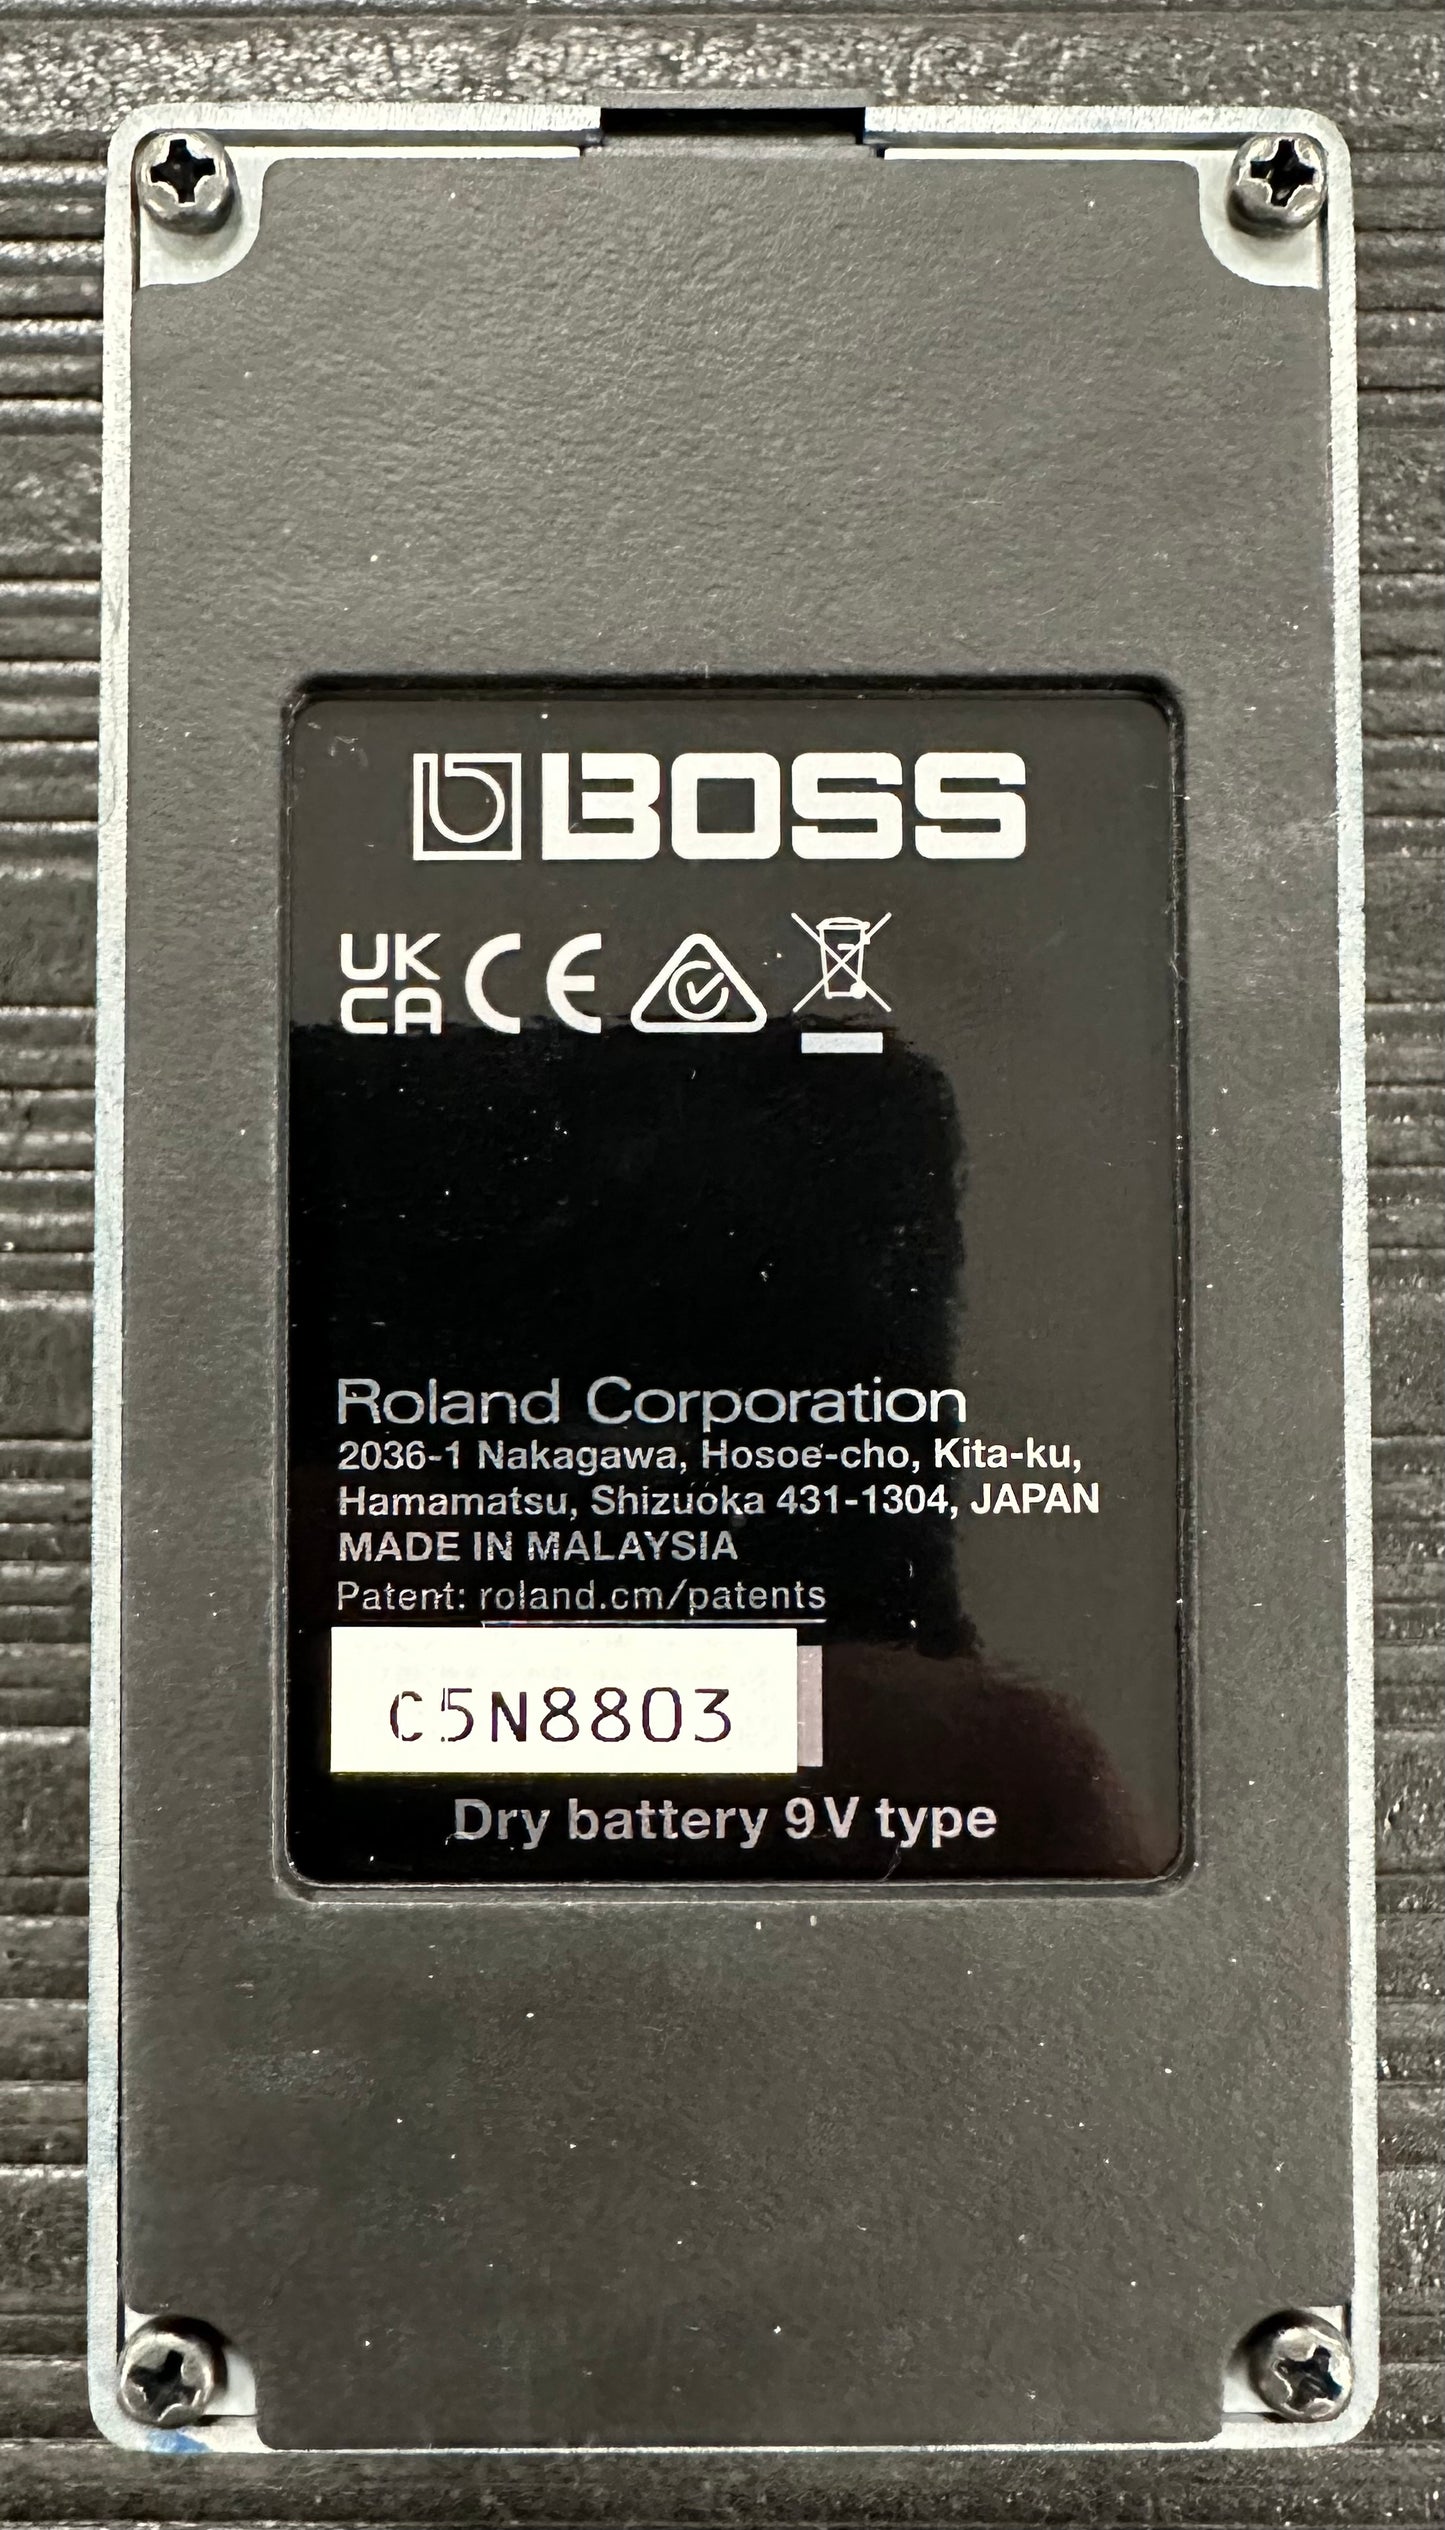 BOSS
UK
CA CE
Roland Corporation
2036-1 Nakagawa, Hosoe-cho, Kita-ku,
Hamamatsu, Shizuoka 431-1304, JAPAN
MADE IN MALAYSIA
Patent: roland.cm/patents
C5N8803
Dry battery 9V type